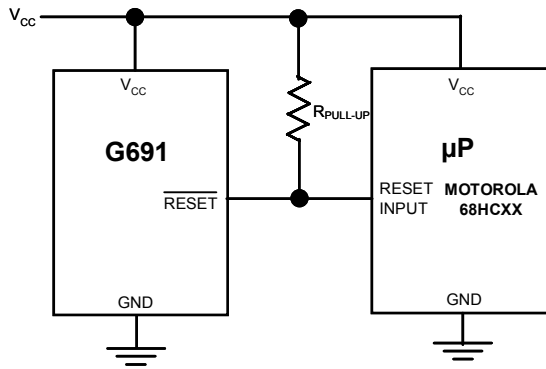 VCC
VCC
G691
RESET
GND
RPULL-UP
VCC
µP
RESET MOTOROLA
INPUT 68HCXX
GND